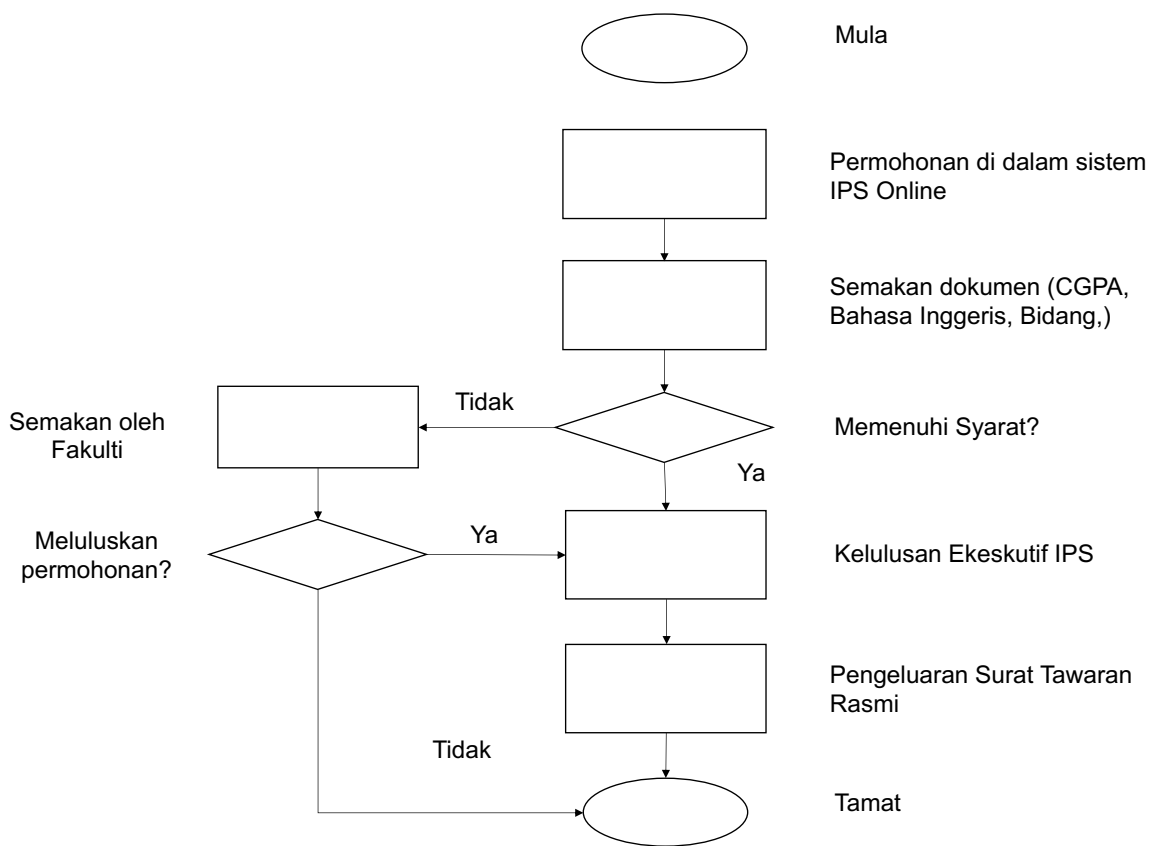 Mula
Permohonan di dalam sistem
IPS Online
Semakan dokumen (CGPA,
Bahasa Inggeris, Bidang,)
Tidak
Semakan oleh
Fakulti
Memenuhi Syarat?
Ya
Meluluskan
permohonan?
Ya
Kelulusan Ekeskutif IPS
Pengeluaran Surat Tawaran
Rasmi
Tidak
Tamat